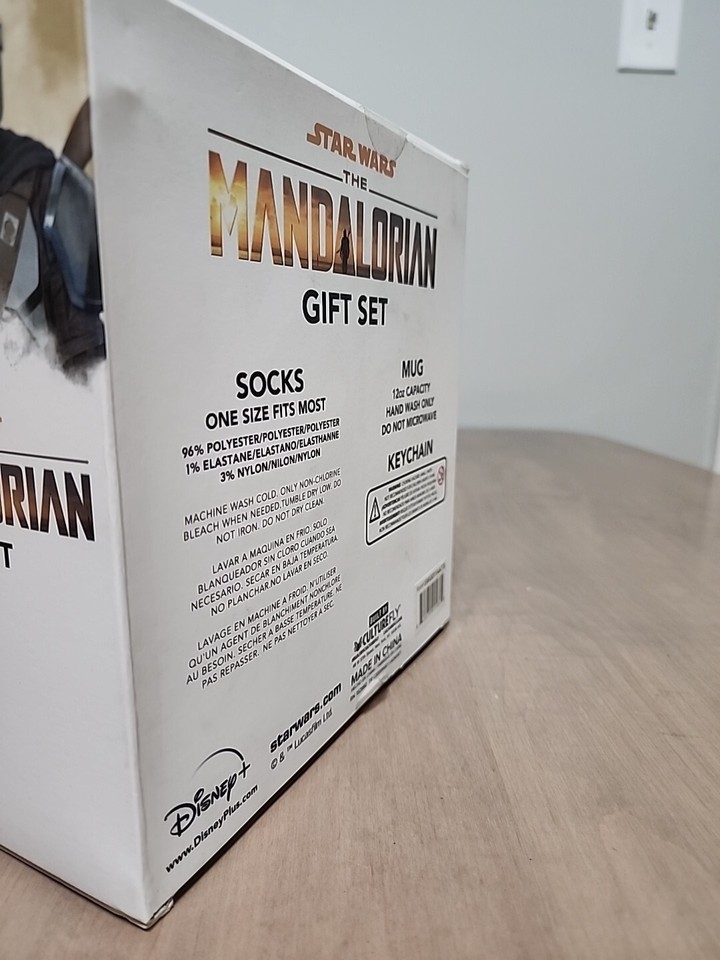 STAR WARS
THE
MANDALORIAN
GIFT SET
SOCKS
ONE SIZE FITS MOST
96% POLYESTER/POLYESTER/POLYESTER
1% ELASTANE/ELASTANO/ELASTHANNE
3% NYLON/NILON/NYLON
MACHINE WASH COLD. ONLY NON-CHLORINE
BLEACH WHEN NEEDED.TUMBLE DRY LOW. DO
NOT IRON. DO NOT DRY CLEAN.
LAVAR A MAQUINA EN FRIO. SOLO
BLANQUEADOR SIN CLORO CUANDO SEA
NECESARIO. SECAR EN BAJA TEMPERATURA.
NO PLANCHAR.NO LAVAR EN SECO.
LAVAGE EN MACHINE A FROID. N'UTILISER
QU'UN AGENT DE BLANCHIMENT NONCHLORE
AU BESOIN. SECHER A BASSE TEMPERATURE. NE
PAS REPASSER. NE PAS NETTOYER A SEC.
MUG
12oz CAPACITY
HAND WASH ONLY
DO NOT MICROWAVE
KEYCHAIN
CULTUREFLY
MADE IN CHINA
starwars.com
© & ™ Lucasfilm Ltd.
Disney+
www.DisneyPlus.com
RIAN
T